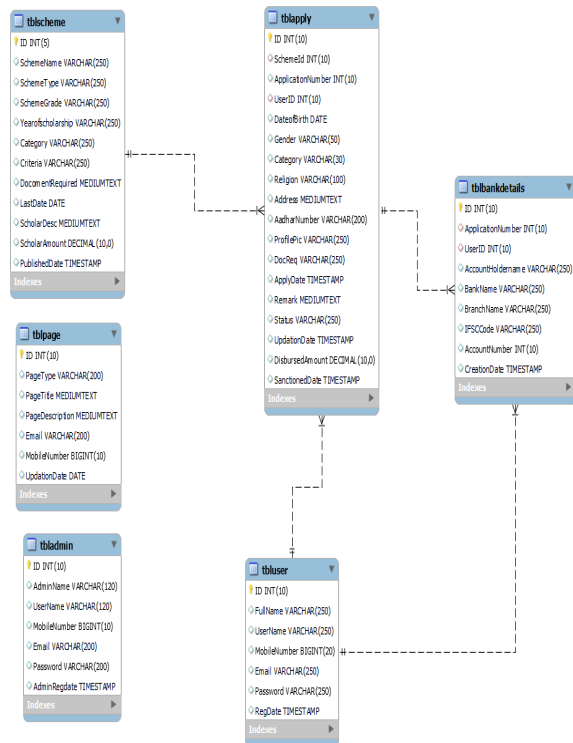 tblscheme
ID INT(5)
SchemeName VARCHAR(250)
SchemeType VARCHAR(250)
SchemeGrade VARCHAR(250)
Yearofscholarship VARCHAR(250)
Category VARCHAR(250)
Criteria VARCHAR(250)
DocomentRequired MEDIUMTEXT
LastDate DATE
ScholarDesc MEDIUMTEXT
ScholarAmount DECIMAL(10,0)
PublishedDate TIMESTAMP
Indexes
tblapply
ID INT(10)
SchemeId INT(10)
ApplicationNumber INT(10)
UserID INT(10)
DateofBirth DATE
Gender VARCHAR(50)
Category VARCHAR(30)
Religion VARCHAR(100)
Address MEDIUMTEXT
AadharNumber VARCHAR(200)
ProfilePic VARCHAR(250)
DocReq VARCHAR(250)
ApplyDate TIMESTAMP
Remark MEDIUMTEXT
Status VARCHAR(250)
UpdationDate TIMESTAMP
DisbursedAmount DECIMAL(10,0)
SanctionedDate TIMESTAMP
Indexes
tblbankdetails
ID INT(10)
ApplicationNumber INT(10)
UserID INT(10)
AccountHoldername VARCHAR(250)
BankName VARCHAR(250)
BranchName VARCHAR(250)
IFSCCode VARCHAR(250)
AccountNumber INT(10)
CreationDate TIMESTAMP
Indexes
tblpage
ID INT(10)
PageType VARCHAR(200)
PageTitle MEDIUMTEXT
PageDescription MEDIUMTEXT
Email VARCHAR(200)
MobileNumber BIGINT(10)
UpdationDate DATE
Indexes
tbladmin
ID INT(10)
AdminName VARCHAR(120)
UserName VARCHAR(120)
MobileNumber BIGINT(10)
Email VARCHAR(200)
Password VARCHAR(200)
AdminRegdate TIMESTAMP
Indexes
tbluser
ID INT(10)
FullName VARCHAR(250)
UserName VARCHAR(250)
MobileNumber BIGINT(20)
Email VARCHAR(250)
Password VARCHAR(250)
RegDate TIMESTAMP
Indexes